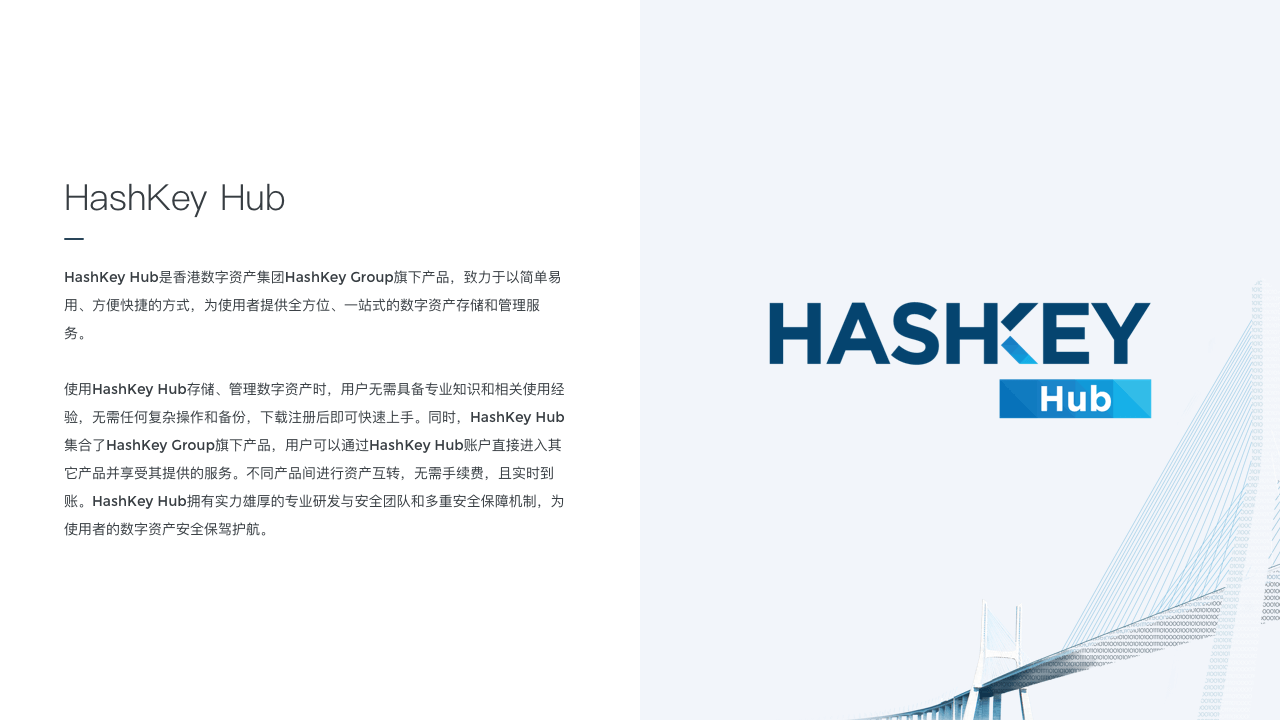 HashKey Hub
HashKey Hub是香港数字资产集团HashKey Group旗下产品，致力于以简单易
用、方便快捷的方式，为使用者提供全方位、一站式的数字资产存储和管理服
务。
使用HashKey Hub存储、管理数字资产时，用户无需具备专业知识和相关使用经
验，无需任何复杂操作和备份，下载注册后即可快速上手。同时，HashKey Hub
集合了HashKey Group旗下产品，用户可以通过HashKey Hub账户直接进入其
它产品并享受其提供的服务。不同产品间进行资产互转，无需手续费，且实时到
账。HashKey Hub拥有实力雄厚的专业研发与安全团队和多重安全保障机制，为
使用者的数字资产安全保驾护航。
HASHKEY
Hub